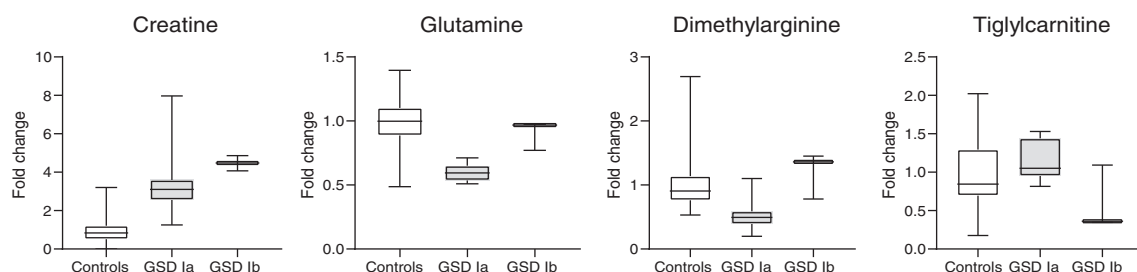 Creatine
Fold change
10
8
6
4
2
0
Controls GSD Ia GSD Ib
Glutamine
Fold change
1.5
1.0
0.5
0.0
Controls GSD Ia GSD Ib
Dimethylarginine
Fold change
3
2
1
0
Controls GSD Ia GSD Ib
Tiglylcarnitine
Fold change
2.5
2.0
1.5
1.0
0.5
0.0
Controls GSD Ia GSD Ib